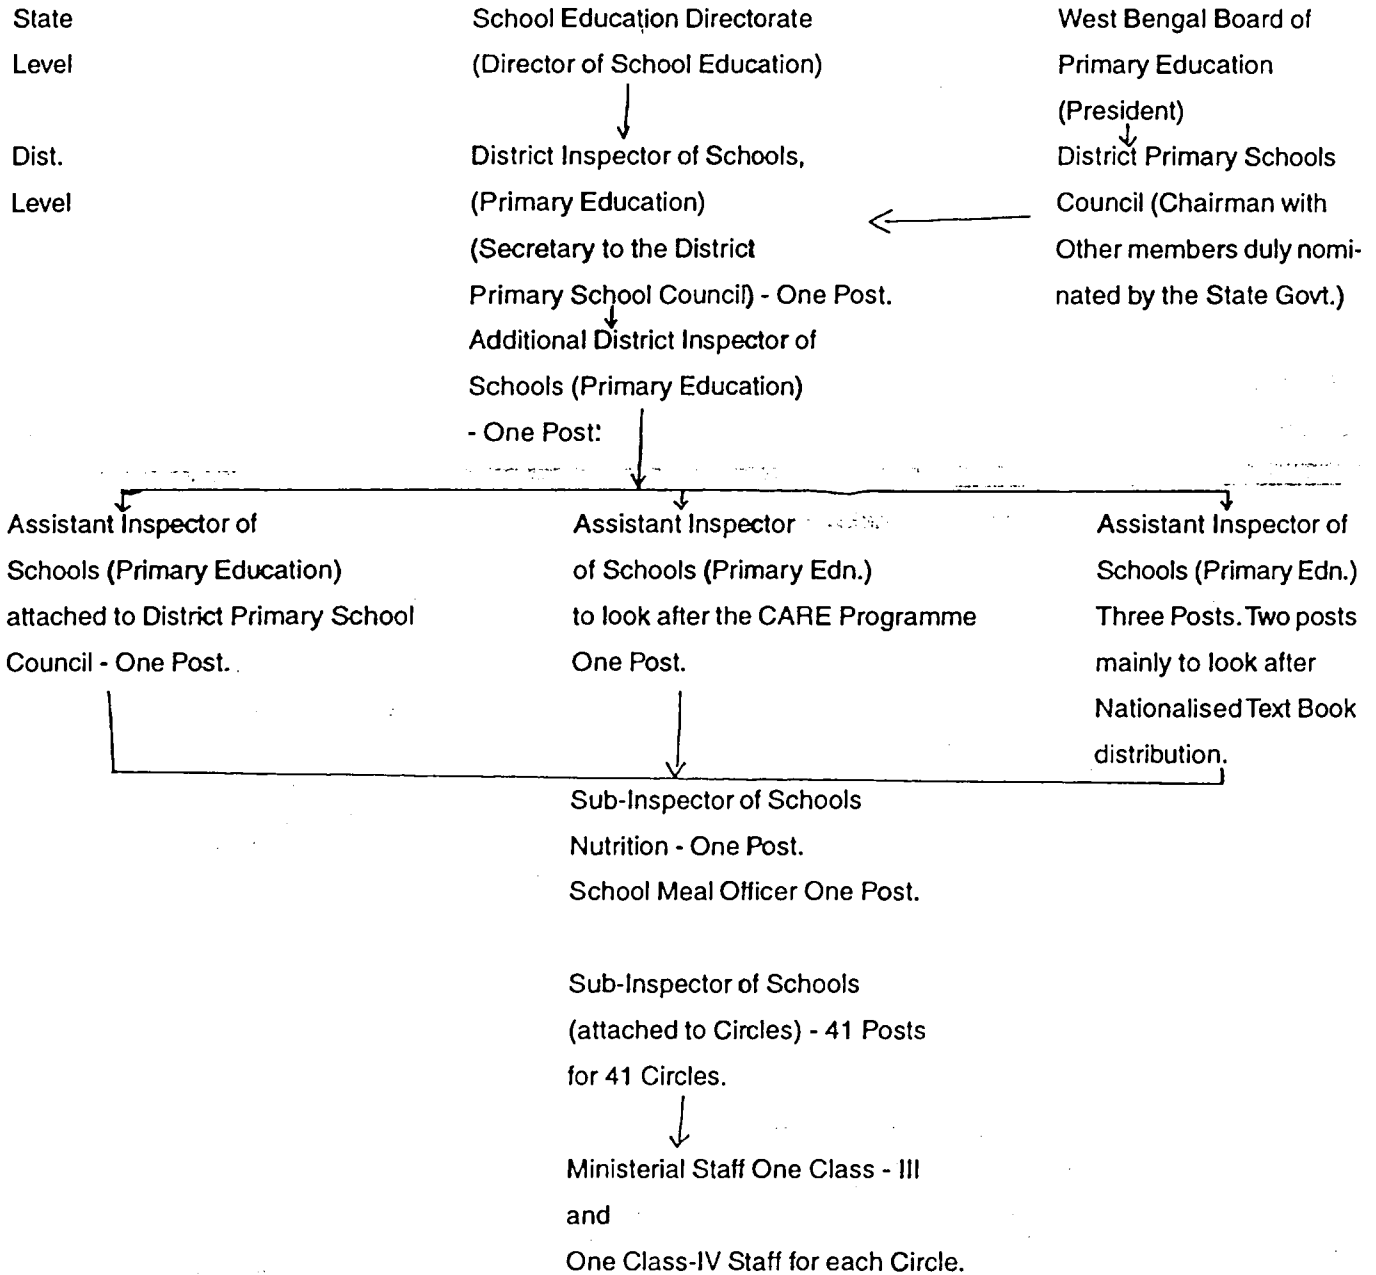 State
Level
School Education Directorate
(Director of School Education)
West Bengal Board of
Primary Education
(President)
Dist.
Level
District Inspector of Schools,
(Primary Education)
(Secretary to the District
Primary School Council) - One Post.
District Primary Schools
Council (Chairman with
Other members duly nomi-
nated by the State Govt.)
Additional District Inspector of
Schools (Primary Education)
- One Post:
Assistant Inspector of
Schools (Primary Education)
attached to District Primary School
Council - One Post.
Assistant Inspector
of Schools (Primary Edn.)
to look after the CARE Programme
One Post.
Assistant Inspector of
Schools (Primary Edn.)
Three Posts. Two posts
mainly to look after
Nationalised Text Book
distribution.
Sub-Inspector of Schools
Nutrition - One Post.
School Meal Officer One Post.
Sub-Inspector of Schools
(attached to Circles) - 41 Posts
for 41 Circles.
Ministerial Staff One Class - III
and
One Class-IV Staff for each Circle.